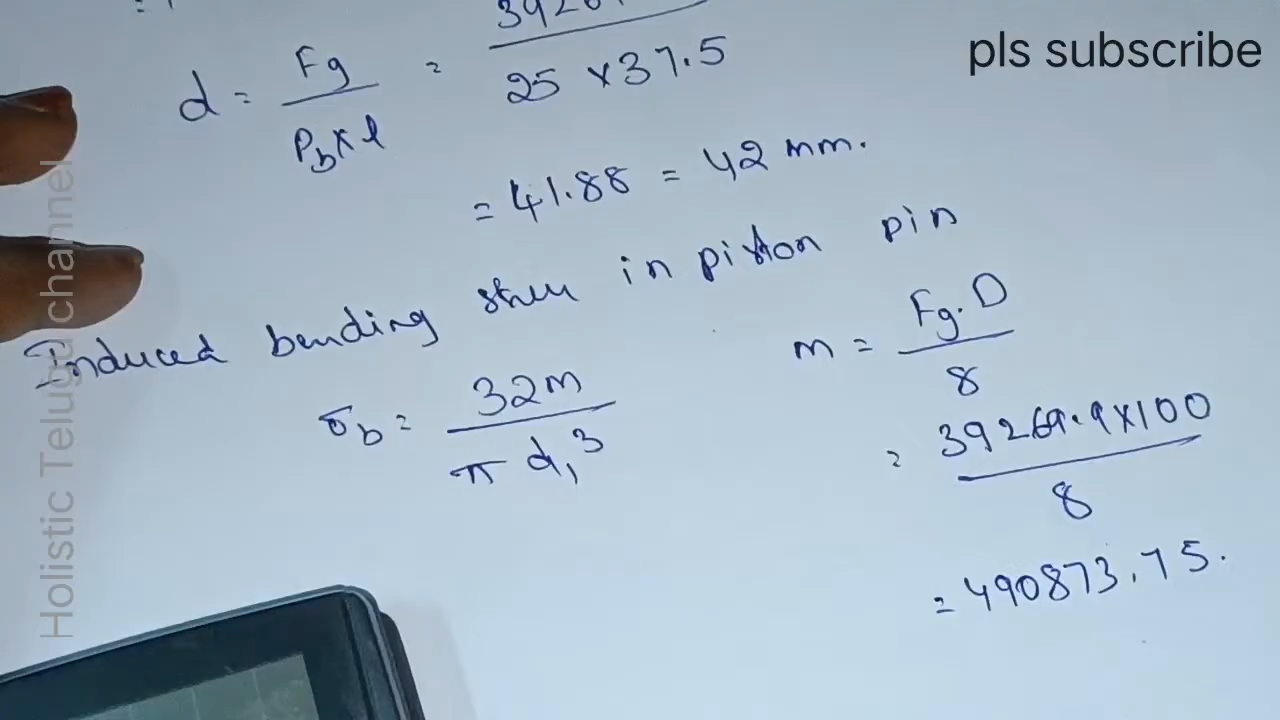 pls subscribe
d = Fg / Pb x l = / 25 x 37.5
= 41.88 = 42 mm.
Induced bending stress in piston pin
σb = 32m / π d1³
m = Fg. D / 8
= 39269.9 x 100 / 8
= 490873.75.
Holistic Telugu channel